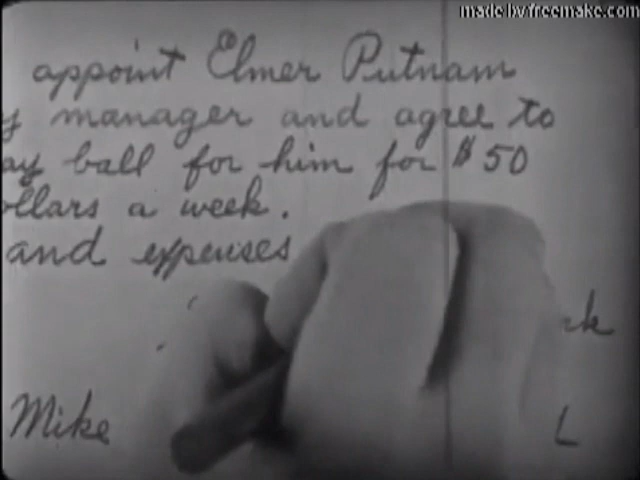 made by freemake.com
appoint Elmer Putnam
y manager and agree to
ay ball for him for $50
ollars a week.
and expenses
rk
Mike
L